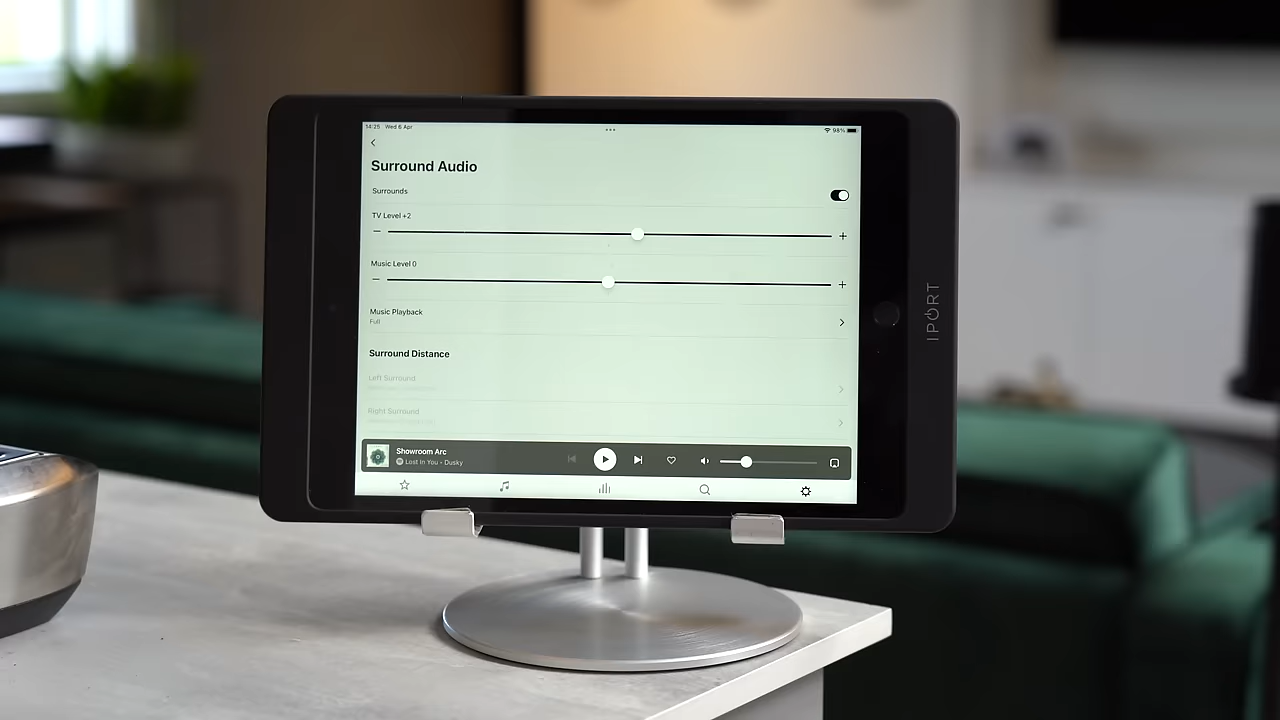 14:25 Wed 6 Apr
98%
Surround Audio
Surrounds
TV Level +2
Music Level 0
Music Playback
Full
Surround Distance
Left Surround
Right Surround
Showroom Arc
Lost In You - Dusky
IPORT